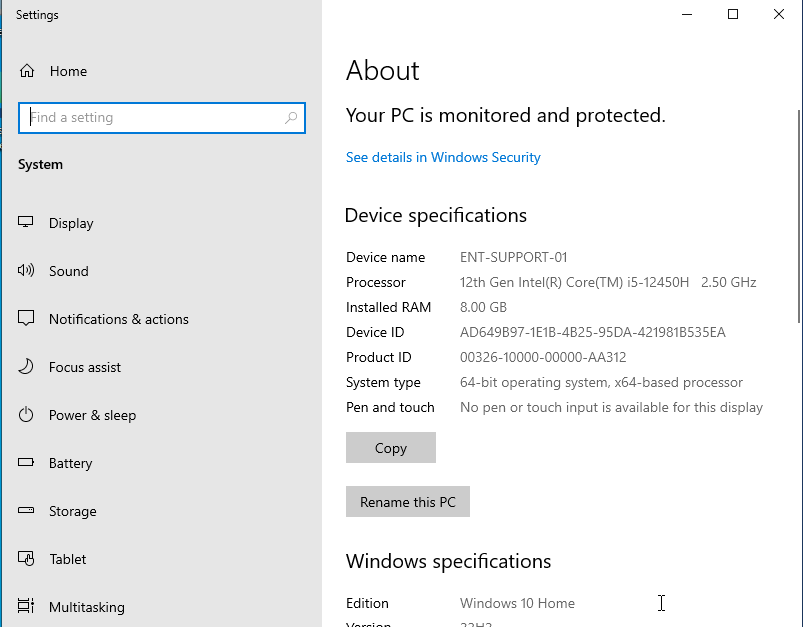 Settings
Home
Find a setting
System
Display
Sound
Notifications & actions
Focus assist
Power & sleep
Battery
Storage
Tablet
Multitasking
About
Your PC is monitored and protected.
See details in Windows Security
Device specifications
Device name ENT-SUPPORT-01
Processor 12th Gen Intel(R) Core(TM) i5-12450H 2.50 GHz
Installed RAM 8.00 GB
Device ID AD649B97-1E1B-4B25-95DA-421981B535EA
Product ID 00326-10000-00000-AA312
System type 64-bit operating system, x64-based processor
Pen and touch No pen or touch input is available for this display
Copy
Rename this PC
Windows specifications
Edition Windows 10 Home
Version 22H2